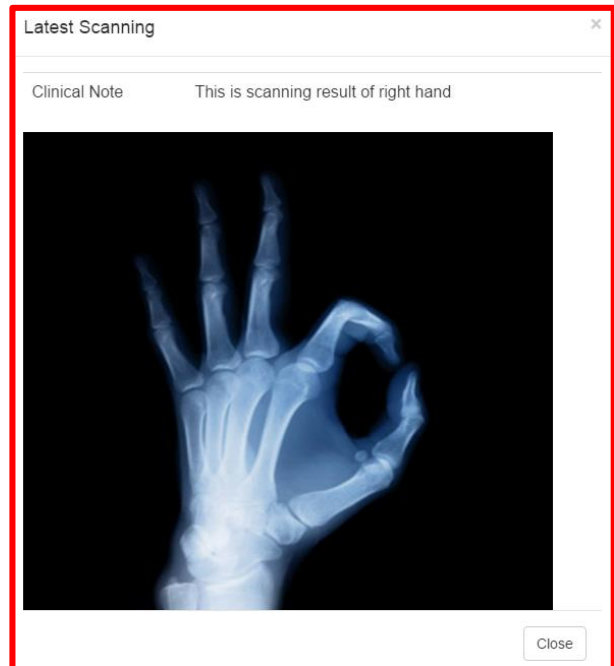 Latest Scanning ×
Clinical Note This is scanning result of right hand
Close